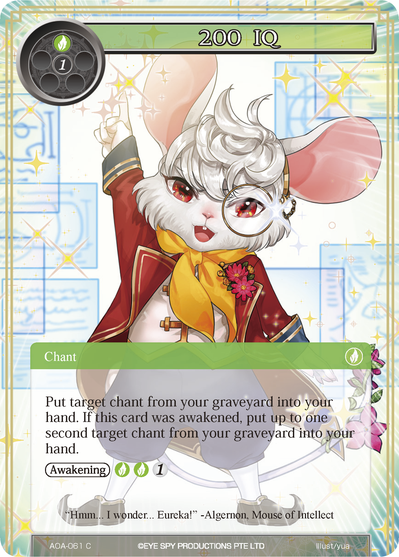 200 IQ
1
Chant
Put target chant from your graveyard into your
hand. If this card was awakened, put up to one
second target chant from your graveyard into your
hand.
Awakening 1
“Hmm... I wonder... Eureka!” -Algernon, Mouse of Intellect
AOA-061 C ©EYE SPY PRODUCTIONS PTE LTD Illust/yua